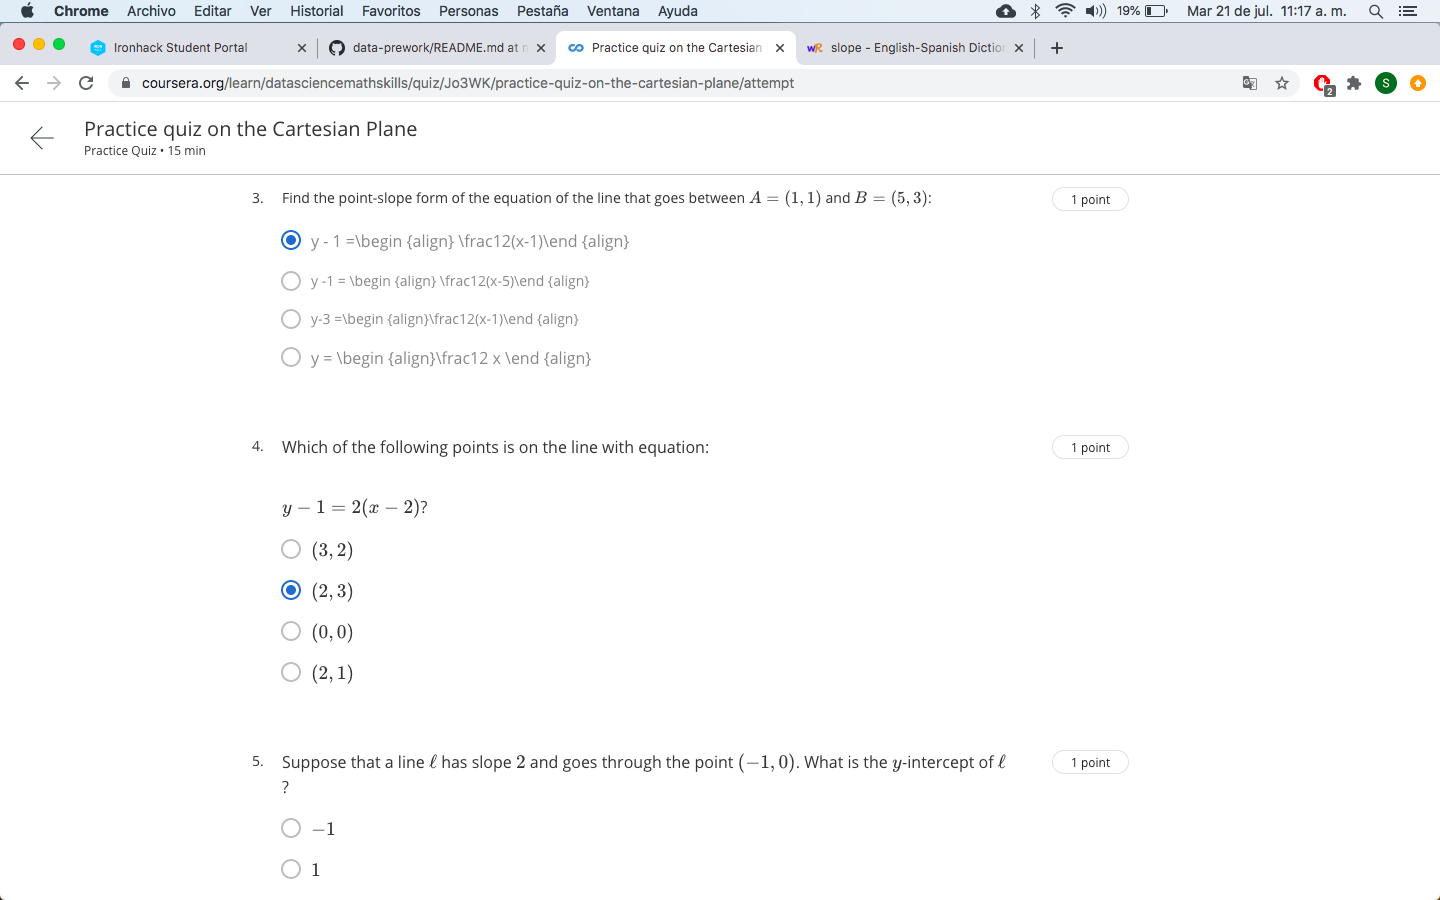 Chrome Archivo Editar Ver Historial Favoritos Personas Pestaña Ventana Ayuda 19% Mar 21 de jul. 11:17 a. m.
Ironhack Student Portal data-prework/README.md at Practice quiz on the Cartesian WR slope - English-Spanish Dictio
coursera.org/learn/datasciencemathskills/quiz/Jo3WK/practice-quiz-on-the-cartesian-plane/attempt 2 S
Practice quiz on the Cartesian Plane
Practice Quiz • 15 min
3. Find the point-slope form of the equation of the line that goes between A = (1, 1) and B = (5, 3): 1 point
y - 1 =\begin {align} \frac12(x-1)\end {align}
y -1 = \begin {align} \frac12(x-5)\end {align}
y-3 =\begin {align}\frac12(x-1)\end {align}
y = \begin {align}\frac12 x \end {align}
4. Which of the following points is on the line with equation: 1 point
y − 1 = 2(x − 2)?
(3, 2)
(2, 3)
(0, 0)
(2, 1)
5. Suppose that a line ℓ has slope 2 and goes through the point (−1, 0). What is the y-intercept of ℓ 1 point
?
−1
1